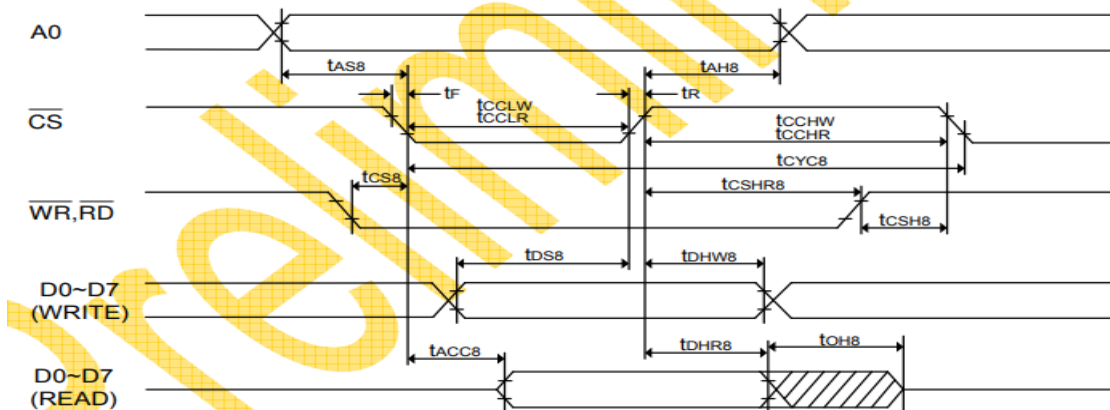 A0
tAS8
tAH8
tF
tR
CS
tCCLW
tCCLR
tCCHW
tCCHR
tCYC8
tCS8
tCSHR8
WR,RD
tCSH8
tDS8
tDHW8
D0~D7
(WRITE)
tACC8
tDHR8
tOH8
D0~D7
(READ)